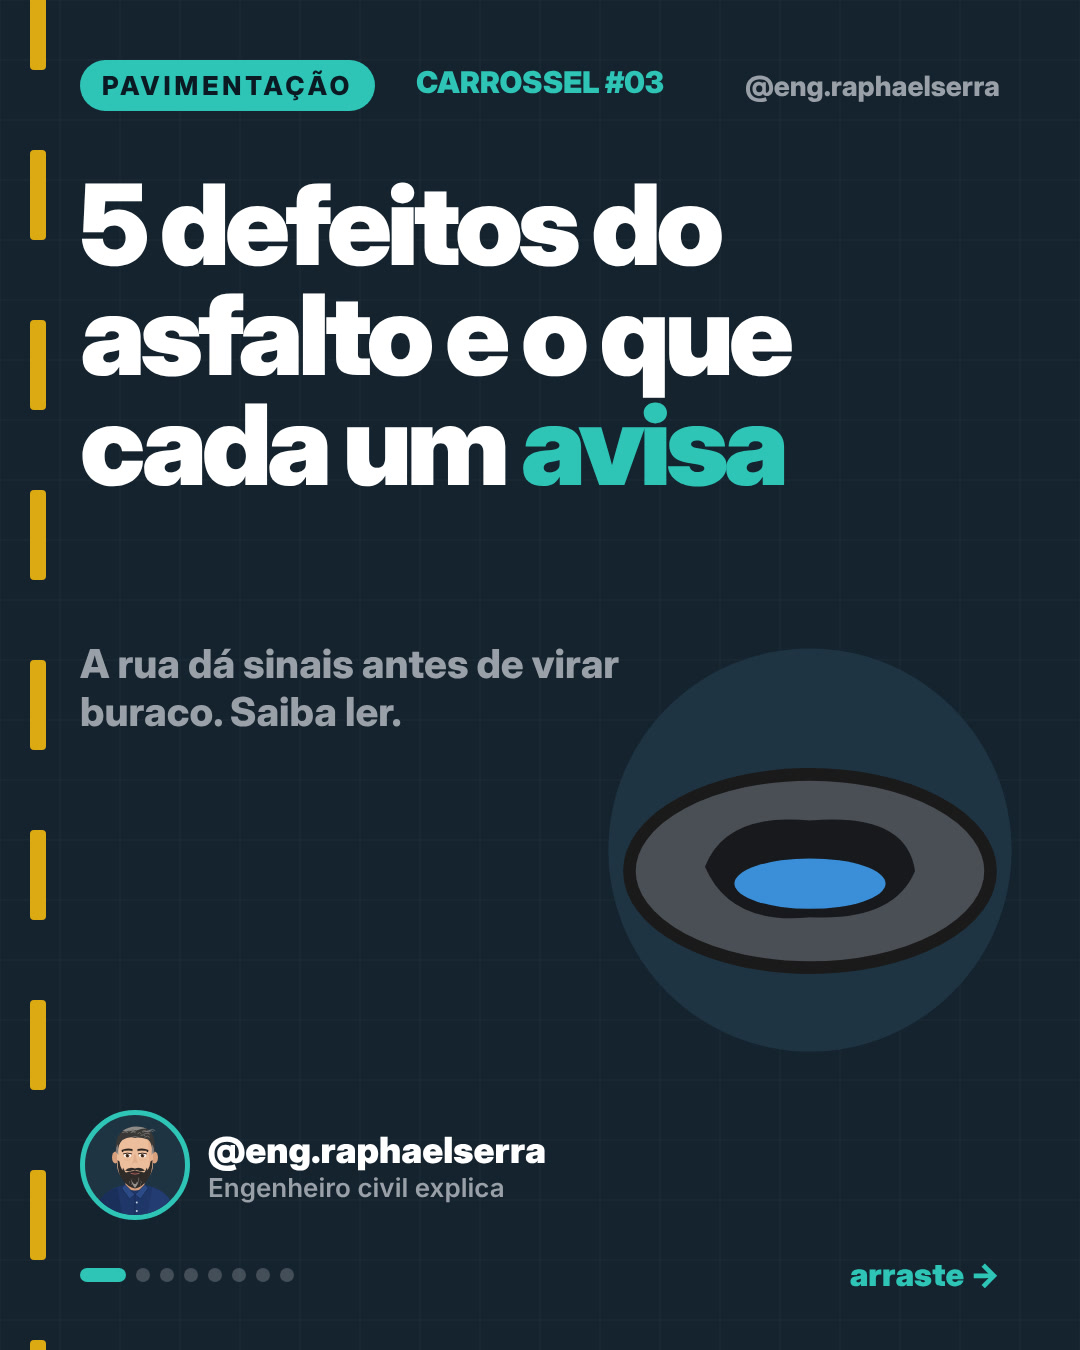 PAVIMENTAÇÃO
CARROSSEL #03
@eng.raphaelserra
5 defeitos do
asfalto e o que
cada um avisa
A rua dá sinais antes de virar
buraco. Saiba ler.
@eng.raphaelserra
Engenheiro civil explica
arraste →